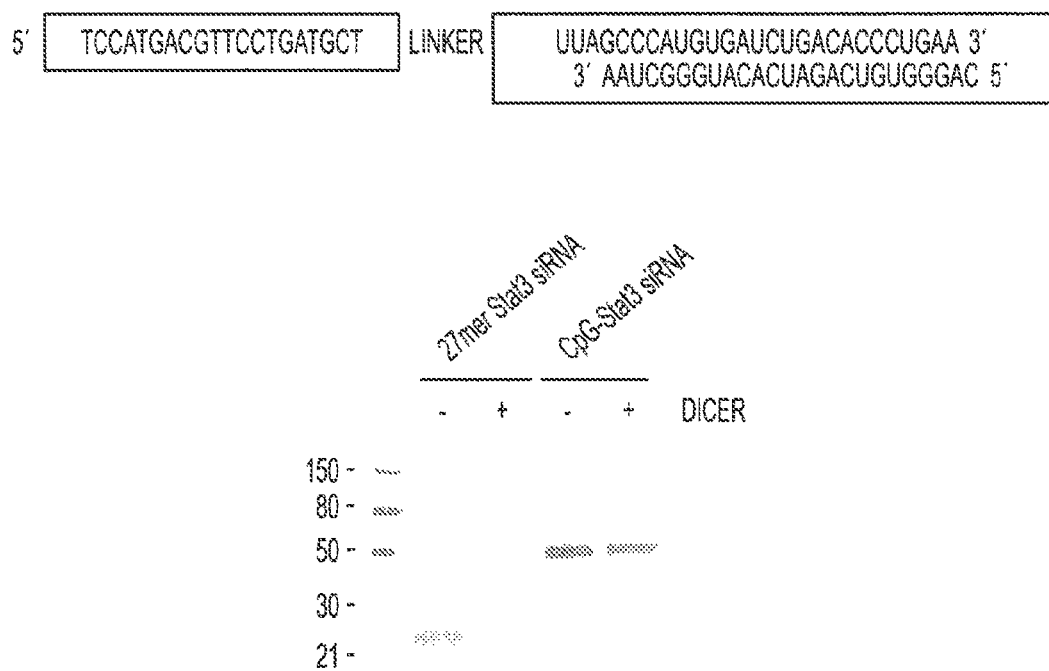 5′ TCCATGACGTTCCTGATGCT LINKER UUAGCCCAUGUGAUCUGACACCCUGAA 3′
3′ AAUCGGGUACACUAGACUGUGGGAC 5′
27mer Stat3 siRNA CpG-Stat3 siRNA
- + - + DICER
150 -
80 -
50 -
30 -
21 -